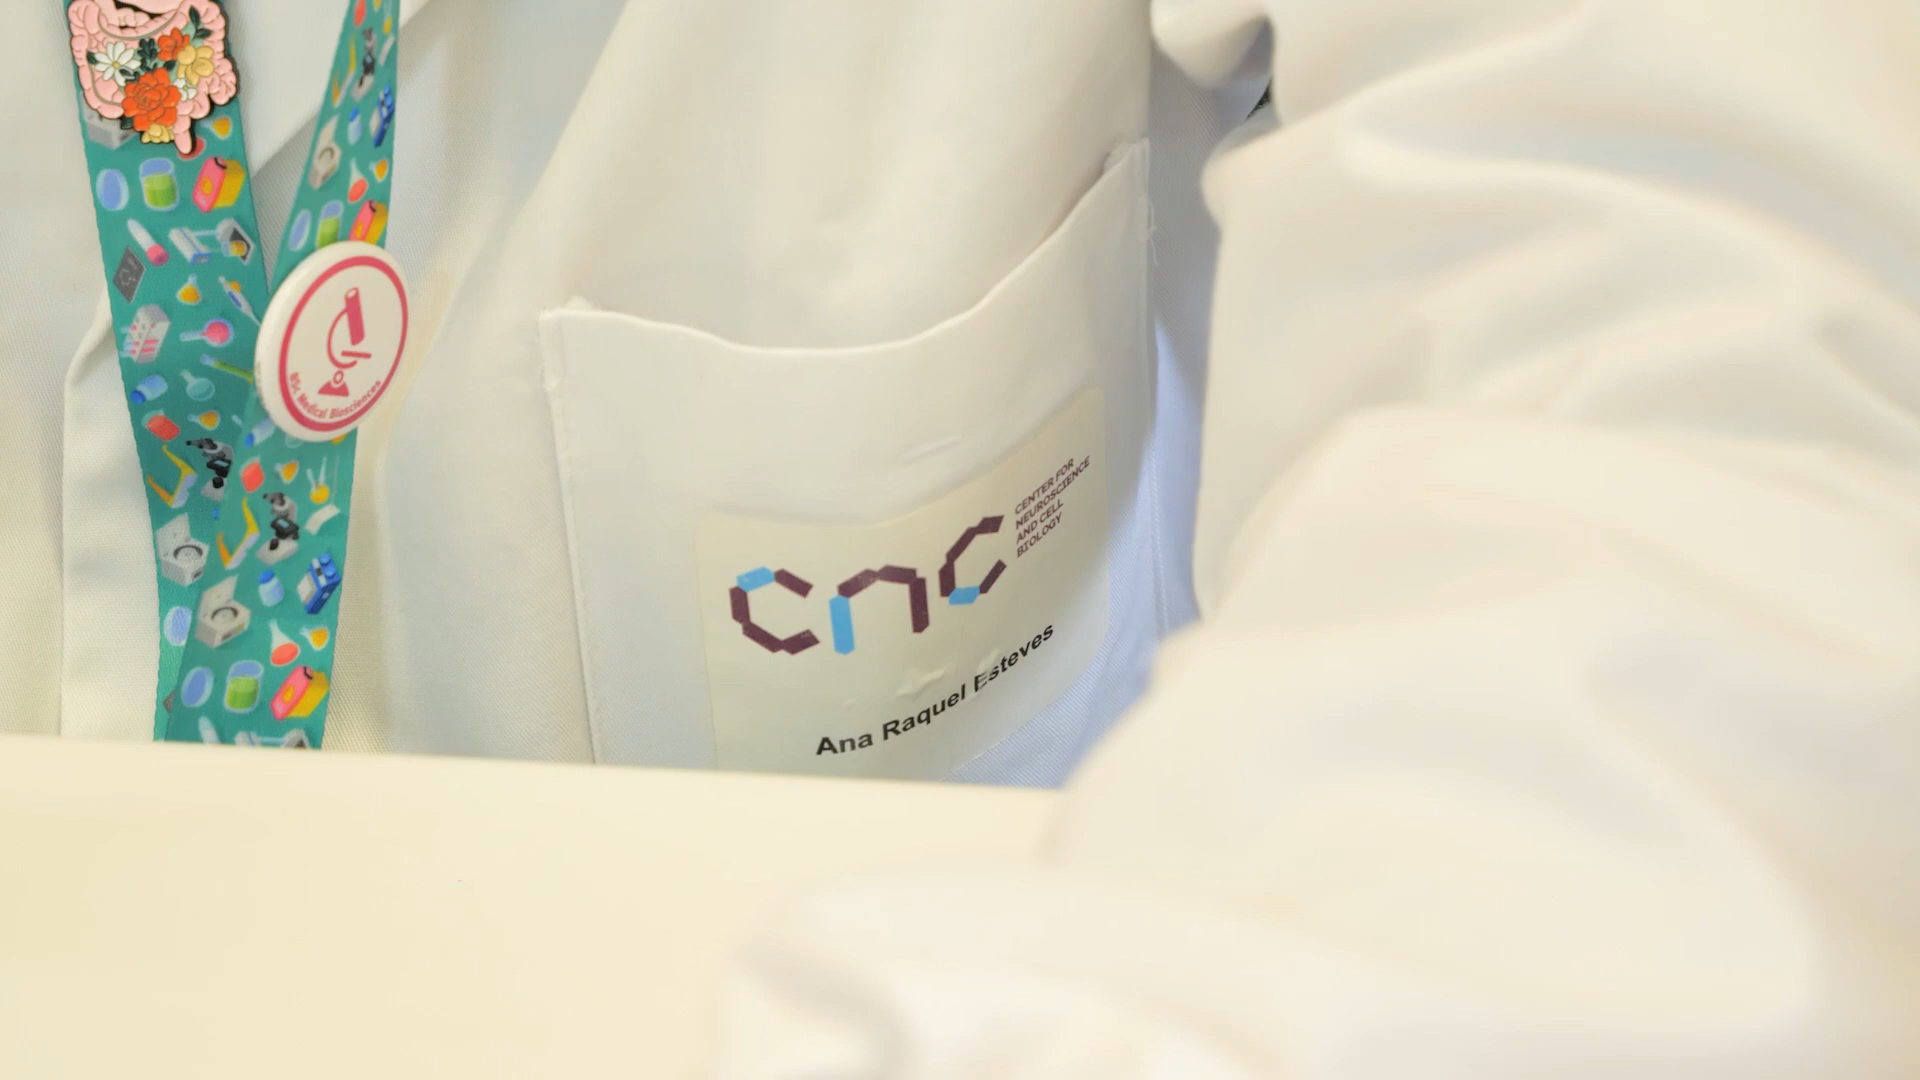 BSc Medical Biosciences
cnc
CENTER FOR
NEUROSCIENCE
AND CELL
BIOLOGY
Ana Raquel Esteves